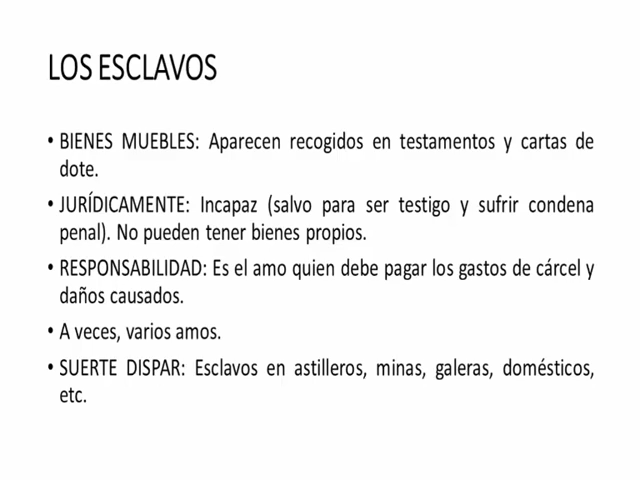 LOS ESCLAVOS
• BIENES MUEBLES: Aparecen recogidos en testamentos y cartas de
dote.
• JURÍDICAMENTE: Incapaz (salvo para ser testigo y sufrir condena
penal). No pueden tener bienes propios.
• RESPONSABILIDAD: Es el amo quien debe pagar los gastos de cárcel y
daños causados.
• A veces, varios amos.
• SUERTE DISPAR: Esclavos en astilleros, minas, galeras, domésticos,
etc.